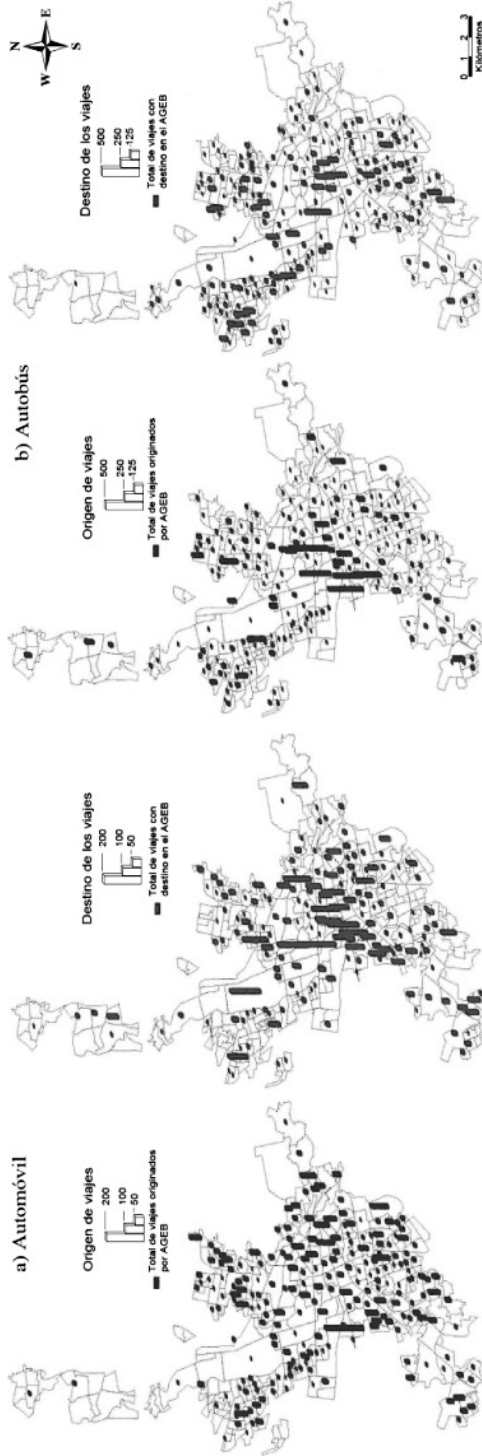 a) Automóvil
Origen de viajes
200
100
50
Total de viajes originados
por AGEB
Destino de los viajes
200
100
50
Total de viajes con
destino en el AGEB
b) Autobús
Origen de viajes
500
250
125
Total de viajes originados
por AGEB
Destino de los viajes
500
250
125
Total de viajes con
destino en el AGEB
N
W
E
S
0 1 2 3
Kilómetros